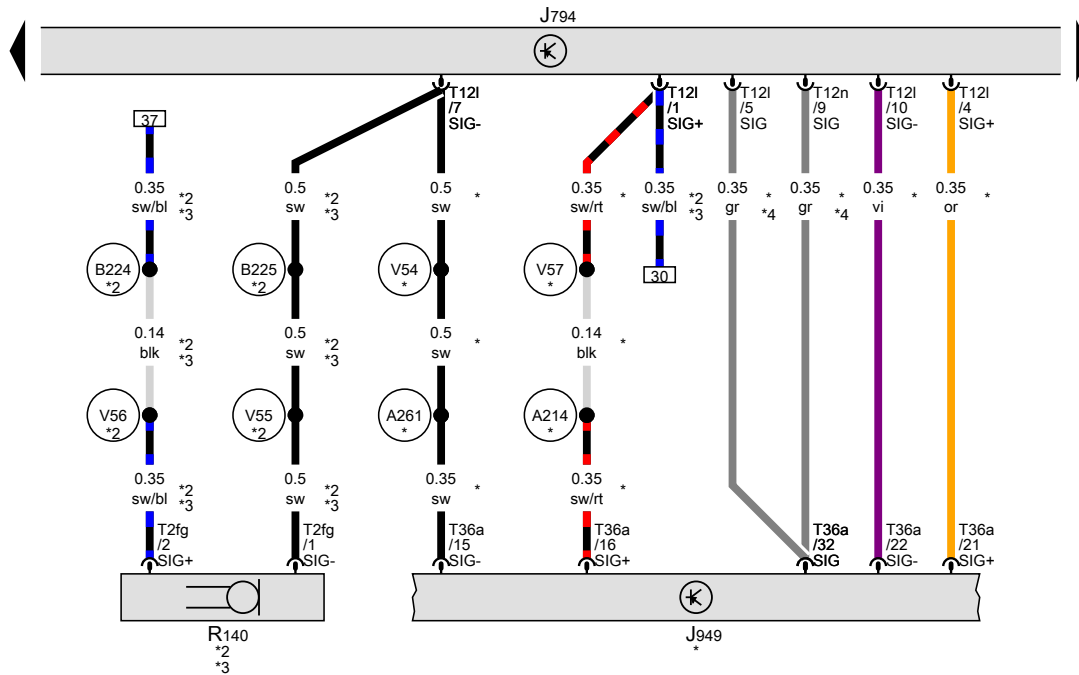 J794
T12l
/7
SIG-
T12l
/1
SIG+
T12l
/5
SIG
T12n
/9
SIG
T12l
/10
SIG-
T12l
/4
SIG+
37
0.35
sw/bl
*2
*3
0.5
sw
*2
*3
0.5
sw
*
0.35
sw/rt
*
0.35
sw/bl
*2
*3
0.35
gr
*
*4
0.35
gr
*
*4
0.35
vi
*
0.35
or
*
B224
*2
B225
*2
V54
*
V57
*
30
0.14
blk
*2
*3
0.5
sw
*2
*3
0.5
sw
*
0.14
blk
*
V56
*2
V55
*2
A261
*
A214
*
0.35
sw/bl
*2
*3
0.5
sw
*2
*3
0.35
sw
*
0.35
sw/rt
*
T2fg
/2
SIG+
T2fg
/1
SIG-
T36a
/15
SIG-
T36a
/16
SIG+
T36a
/32
SIG
T36a
/22
SIG-
T36a
/21
SIG+
R140
*2
*3
J949
*